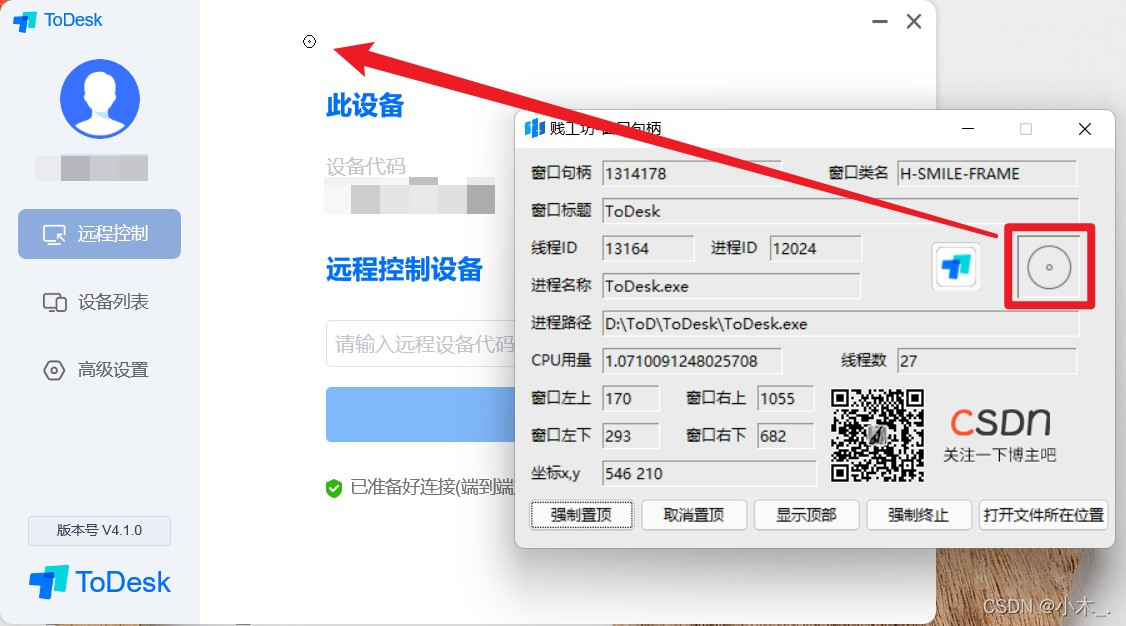 ToDesk
此设备
设备代码
远程控制
远程控制设备
设备列表
请输入远程设备代码
高级设置
已准备好连接(端到端
版本号 V4.1.0
ToDesk
贱工坊
句柄
窗口句柄 1314178 窗口类名 H-SMILE-FRAME
窗口标题 ToDesk
线程ID 13164 进程ID 12024
进程名称 ToDesk.exe
进程路径 D:\ToD\ToDesk\ToDesk.exe
CPU用量 1.0710091248025708 线程数 27
窗口左上 170 窗口右上 1055
窗口左下 293 窗口右下 682
坐标x,y 546 210
CSDN
关注一下博主吧
强制置顶 取消置顶 显示顶部 强制终止 打开文件所在位置
CSDN @小木_.